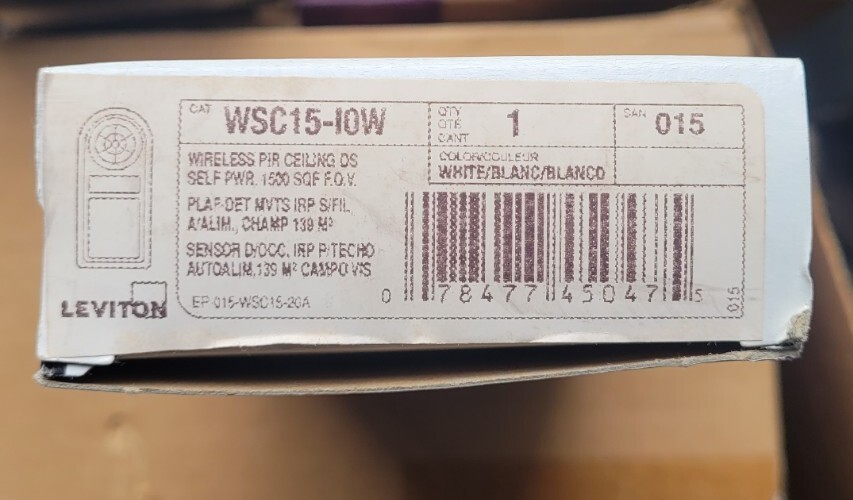 CAT WSC15-I0W
QTY
QTÉ
CANT
1
SAN 015
COLOR/COULEUR
WHITE/BLANC/BLANCO
WIRELESS PIR CEILING DS
SELF PWR. 1500 SQF F.O.V.
PLAF-DET MVTS IRP S/FIL,
A/ALIM., CHAMP 139 M²
SENSOR D/OCC. IRP P/TECHO
AUTOALIM,139 M² CAMPO VIS
EP-015-WSC15-20A
LEVITON
0 78477 45047 5
015